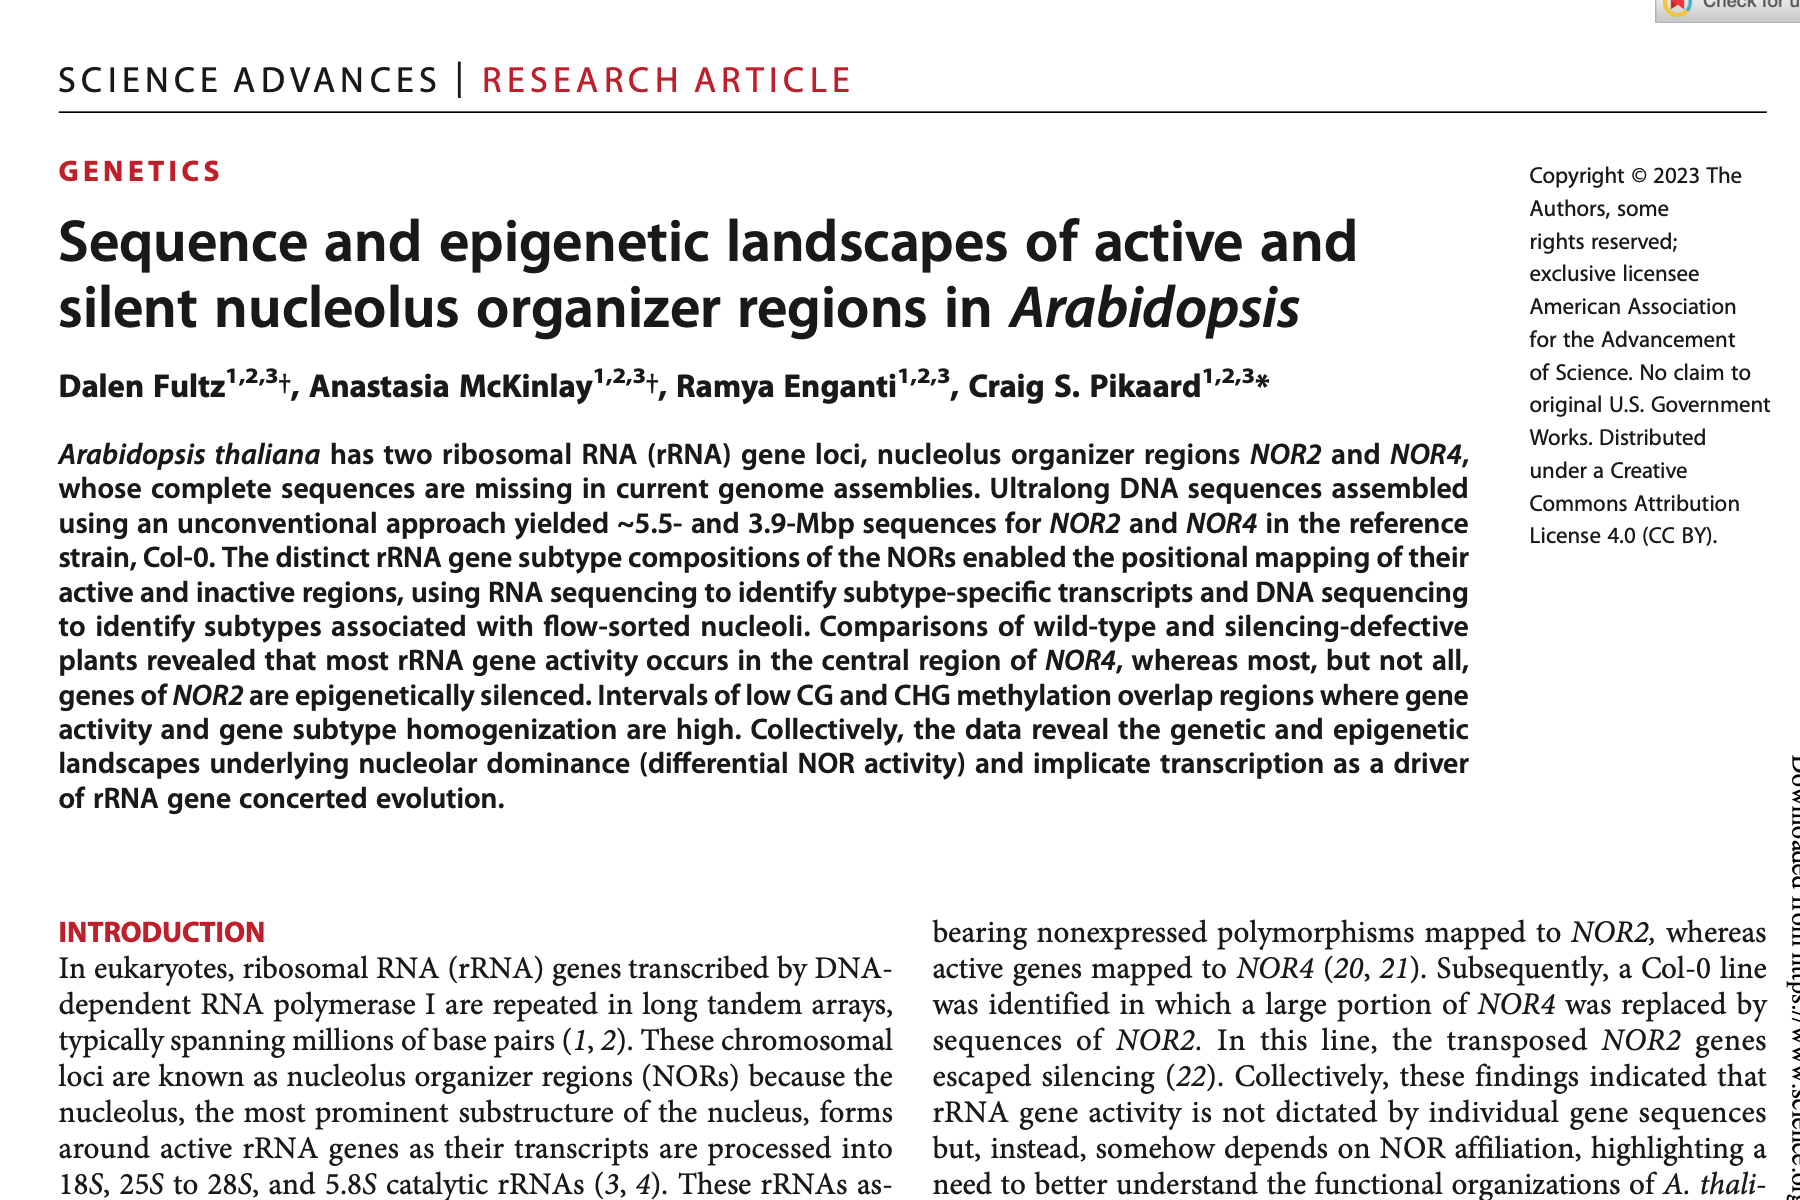 Check for u
SCIENCE ADVANCES | RESEARCH ARTICLE
GENETICS
Sequence and epigenetic landscapes of active and
silent nucleolus organizer regions in Arabidopsis
Dalen Fultz1,2,3†, Anastasia McKinlay1,2,3†, Ramya Enganti1,2,3, Craig S. Pikaard1,2,3*
Arabidopsis thaliana has two ribosomal RNA (rRNA) gene loci, nucleolus organizer regions NOR2 and NOR4,
whose complete sequences are missing in current genome assemblies. Ultralong DNA sequences assembled
using an unconventional approach yielded ~5.5- and 3.9-Mbp sequences for NOR2 and NOR4 in the reference
strain, Col-0. The distinct rRNA gene subtype compositions of the NORs enabled the positional mapping of their
active and inactive regions, using RNA sequencing to identify subtype-specific transcripts and DNA sequencing
to identify subtypes associated with flow-sorted nucleoli. Comparisons of wild-type and silencing-defective
plants revealed that most rRNA gene activity occurs in the central region of NOR4, whereas most, but not all,
genes of NOR2 are epigenetically silenced. Intervals of low CG and CHG methylation overlap regions where gene
activity and gene subtype homogenization are high. Collectively, the data reveal the genetic and epigenetic
landscapes underlying nucleolar dominance (differential NOR activity) and implicate transcription as a driver
of rRNA gene concerted evolution.
Copyright © 2023 The
Authors, some
rights reserved;
exclusive licensee
American Association
for the Advancement
of Science. No claim to
original U.S. Government
Works. Distributed
under a Creative
Commons Attribution
License 4.0 (CC BY).
INTRODUCTION
In eukaryotes, ribosomal RNA (rRNA) genes transcribed by DNA-
dependent RNA polymerase I are repeated in long tandem arrays,
typically spanning millions of base pairs (1, 2). These chromosomal
loci are known as nucleolus organizer regions (NORs) because the
nucleolus, the most prominent substructure of the nucleus, forms
around active rRNA genes as their transcripts are processed into
18S, 25S to 28S, and 5.8S catalytic rRNAs (3, 4). These rRNAs as-
bearing nonexpressed polymorphisms mapped to NOR2, whereas
active genes mapped to NOR4 (20, 21). Subsequently, a Col-0 line
was identified in which a large portion of NOR4 was replaced by
sequences of NOR2. In this line, the transposed NOR2 genes
escaped silencing (22). Collectively, these findings indicated that
rRNA gene activity is not dictated by individual gene sequences
but, instead, somehow depends on NOR affiliation, highlighting a
need to better understand the functional organizations of A. thali-
Downloaded from https://www.science.org